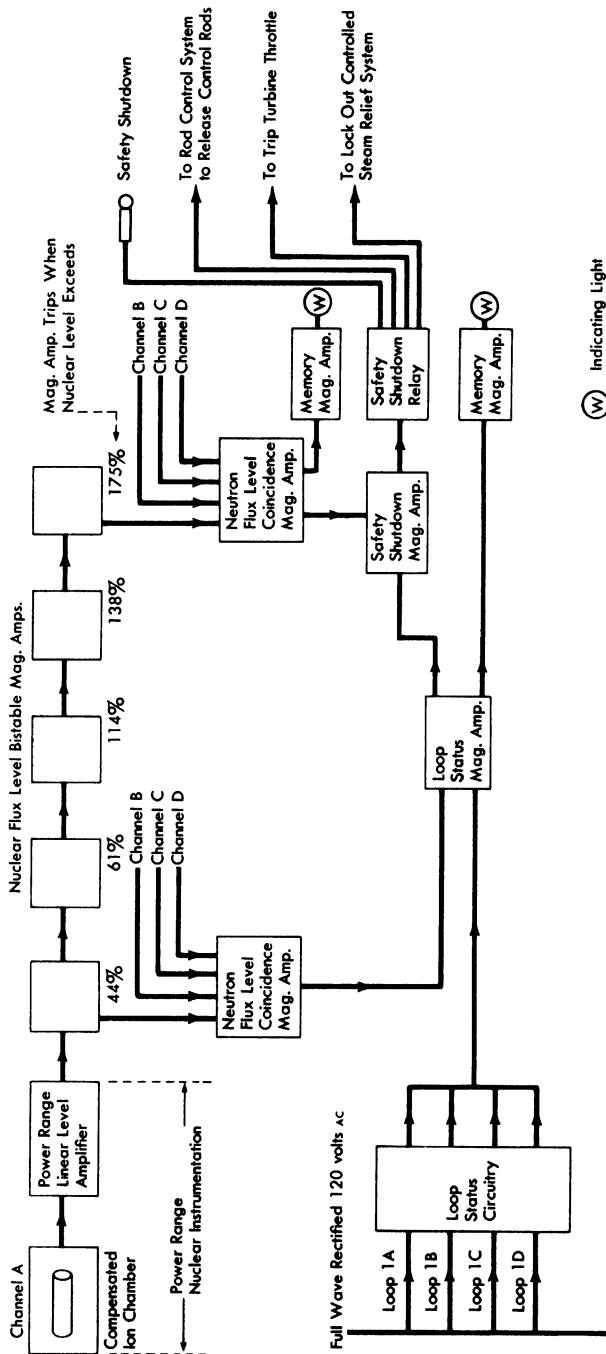 Channel A
Compensated
Ion Chamber
Power Range
Linear Level
Amplifier
Power Range
Nuclear Instrumentation
Nuclear Flux Level Bistable Mag. Amps.
44%
61%
114%
138%
175%
Mag. Amp. Trips When
Nuclear Level Exceeds
Channel B
Channel C
Channel D
Neutron
Flux Level
Coincidence
Mag. Amp.
Channel B
Channel C
Channel D
Neutron
Flux Level
Coincidence
Mag. Amp.
Memory
Mag. Amp.
W
Safety Shutdown
To Rod Control System
to Release Control Rods
To Trip Turbine Throttle
To Lock Out Controlled
Steam Relief System
Safety
Shutdown
Mag. Amp.
Safety
Shutdown
Relay
Full Wave Rectified 120 volts AC
Loop 1A
Loop 1B
Loop 1C
Loop 1D
Loop
Status
Circuitry
Loop
Status
Mag. Amp.
Memory
Mag. Amp.
W
W Indicating Light